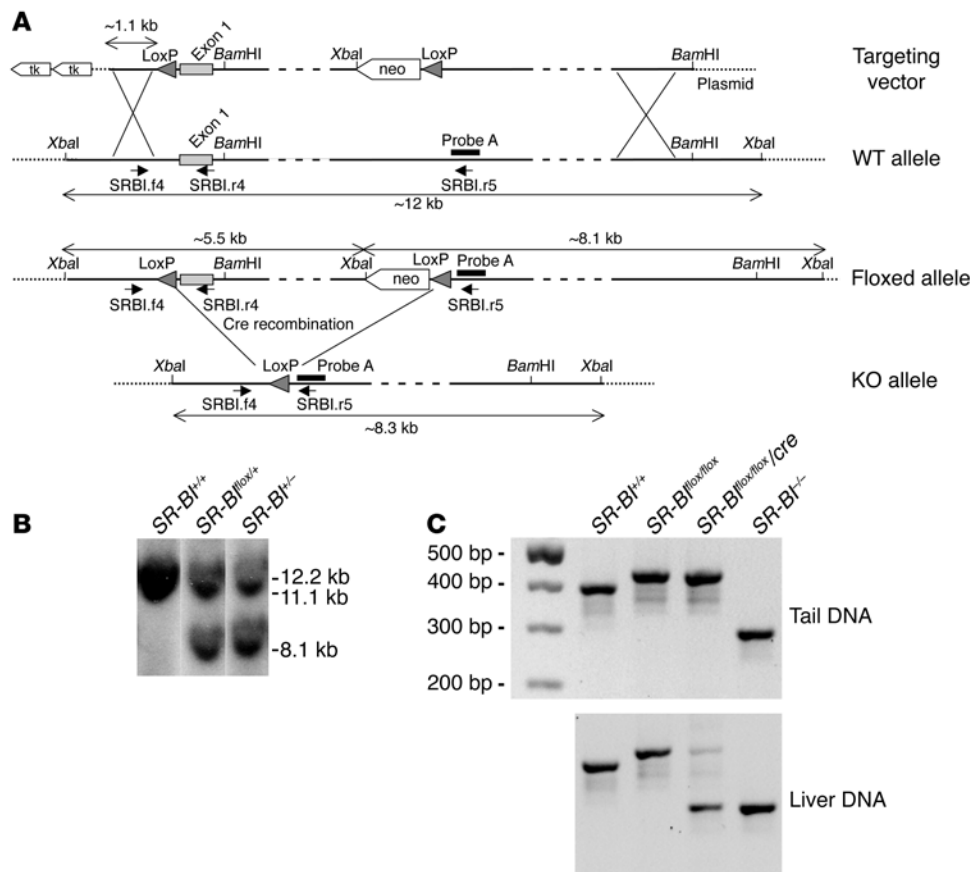 A
~1.1 kb
LoxP
Exon 1
BamHI
XbaI
LoxP
BamHI
tk
tk
neo
Plasmid
Targeting vector
XbaI
Exon 1
BamHI
Probe A
BamHI
XbaI
WT allele
SRBI.f4
SRBI.r4
SRBI.r5
~12 kb
~5.5 kb
~8.1 kb
XbaI
LoxP
BamHI
XbaI
LoxP
Probe A
BamHI
XbaI
neo
Floxed allele
SRBI.f4
SRBI.r4
SRBI.r5
Cre recombination
XbaI
LoxP
Probe A
BamHI
XbaI
KO allele
SRBI.f4
SRBI.r5
~8.3 kb
B
SR-BI+/+
SR-BIflox/+
SR-BI+/–
-12.2 kb
-11.1 kb
-8.1 kb
C
SR-BI+/+
SR-BIflox/flox
SR-BIflox/flox/cre
SR-BI–/–
500 bp -
400 bp -
300 bp -
200 bp -
Tail DNA
Liver DNA